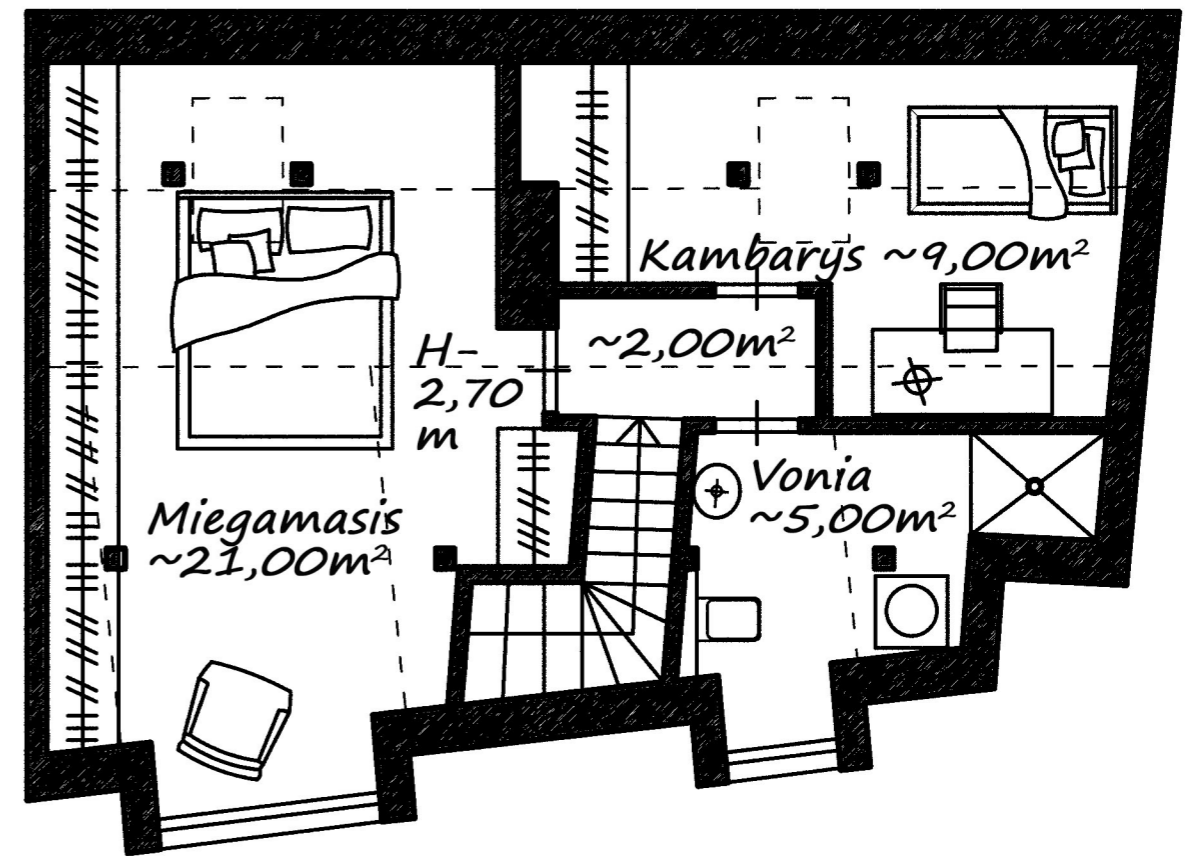 Kambarys ~9,00m²
~2,00m²
H-
2,70
m
Vonia
~5,00m²
Miegamasis
~21,00m²